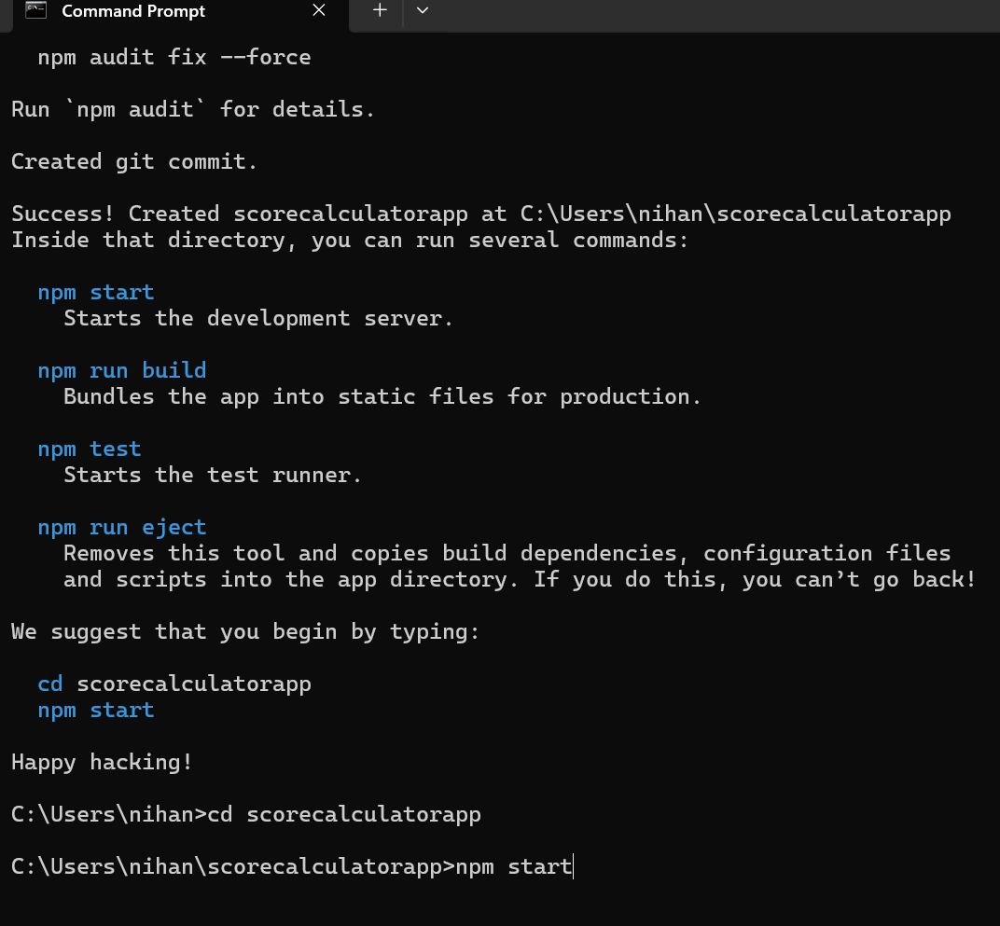 Command Prompt
npm audit fix --force
Run `npm audit` for details.
Created git commit.
Success! Created scorecalculatorapp at C:\Users\nihan\scorecalculatorapp
Inside that directory, you can run several commands:
npm start
Starts the development server.
npm run build
Bundles the app into static files for production.
npm test
Starts the test runner.
npm run eject
Removes this tool and copies build dependencies, configuration files
and scripts into the app directory. If you do this, you can’t go back!
We suggest that you begin by typing:
cd scorecalculatorapp
npm start
Happy hacking!
C:\Users\nihan>cd scorecalculatorapp
C:\Users\nihan\scorecalculatorapp>npm start